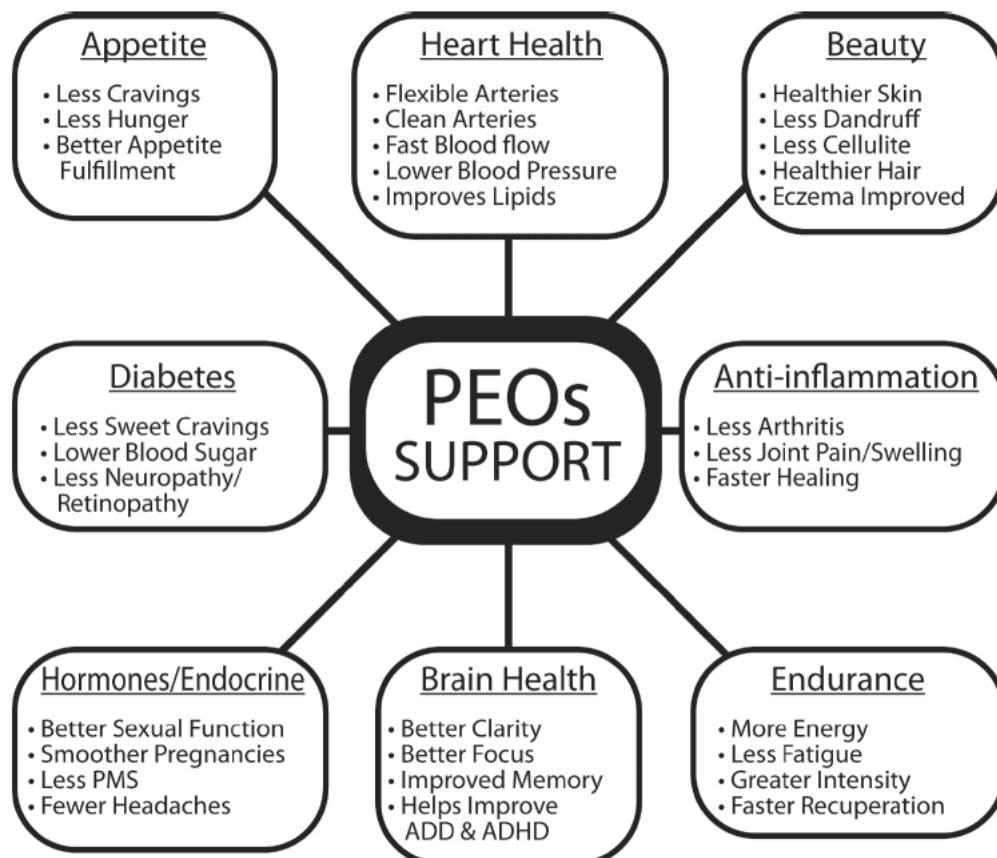 Appetite
• Less Cravings
• Less Hunger
• Better Appetite
Fulfillment
Heart Health
• Flexible Arteries
• Clean Arteries
• Fast Blood flow
• Lower Blood Pressure
• Improves Lipids
Beauty
• Healthier Skin
• Less Dandruff
• Less Cellulite
• Healthier Hair
• Eczema Improved
Diabetes
• Less Sweet Cravings
• Lower Blood Sugar
• Less Neuropathy/
Retinopathy
PEOs
SUPPORT
Anti-inflammation
• Less Arthritis
• Less Joint Pain/Swelling
• Faster Healing
Hormones/Endocrine
• Better Sexual Function
• Smoother Pregnancies
• Less PMS
• Fewer Headaches
Brain Health
• Better Clarity
• Better Focus
• Improved Memory
• Helps Improve
ADD & ADHD
Endurance
• More Energy
• Less Fatigue
• Greater Intensity
• Faster Recuperation